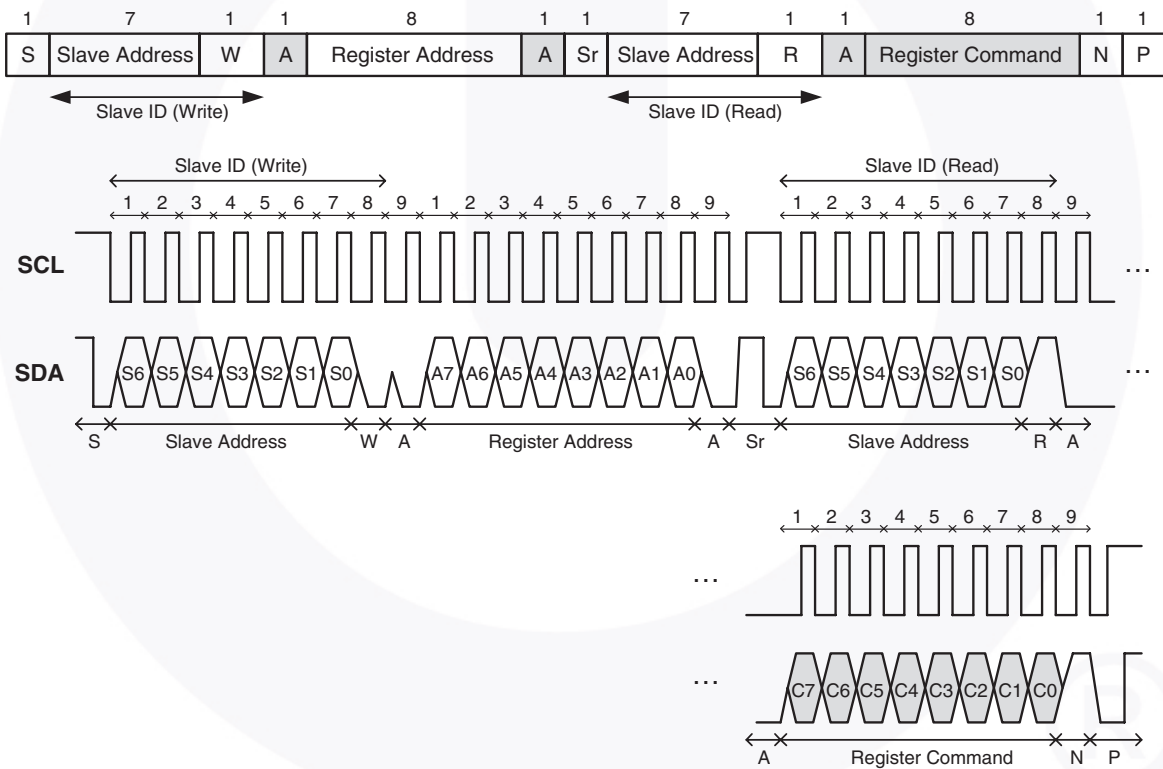 1 7 1 1 8 1 1 7 1 1 8 1 1
S Slave Address W A Register Address A Sr Slave Address R A Register Command N P
Slave ID (Write) Slave ID (Read)
Slave ID (Write) Slave ID (Read)
1 2 3 4 5 6 7 8 9 1 2 3 4 5 6 7 8 9 1 2 3 4 5 6 7 8 9
SCL ...
SDA S6 S5 S4 S3 S2 S1 S0 A7 A6 A5 A4 A3 A2 A1 A0 S6 S5 S4 S3 S2 S1 S0 ...
S Slave Address W A Register Address A Sr Slave Address R A
1 2 3 4 5 6 7 8 9
...
... C7 C6 C5 C4 C3 C2 C1 C0
A Register Command N P
®